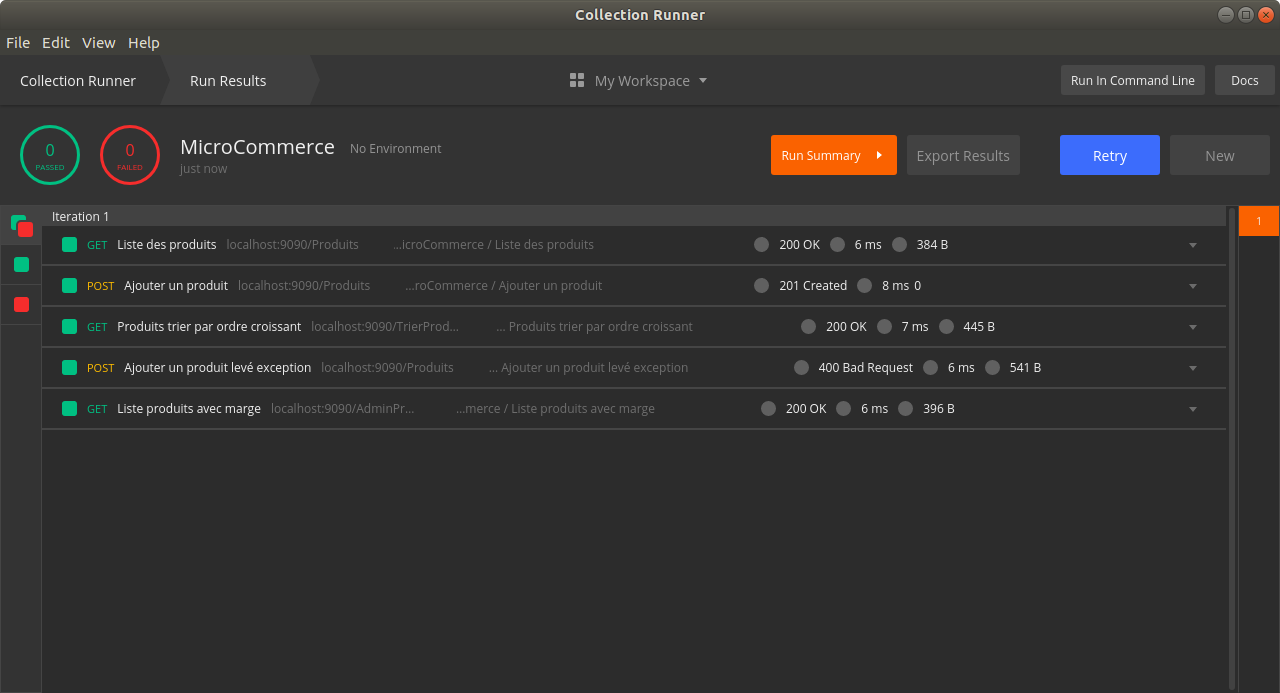 Collection Runner
File Edit View Help
Collection Runner Run Results My Workspace Run In Command Line Docs
0 PASSED
0 FAILED
MicroCommerce No Environment
just now
Run Summary Export Results Retry New
Iteration 1
1
GET Liste des produits localhost:9090/Produits ...icroCommerce / Liste des produits 200 OK 6 ms 384 B
POST Ajouter un produit localhost:9090/Produits ...roCommerce / Ajouter un produit 201 Created 8 ms 0
GET Produits trier par ordre croissant localhost:9090/TrierProd... ... Produits trier par ordre croissant 200 OK 7 ms 445 B
POST Ajouter un produit levé exception localhost:9090/Produits ... Ajouter un produit levé exception 400 Bad Request 6 ms 541 B
GET Liste produits avec marge localhost:9090/AdminPr... ...merce / Liste produits avec marge 200 OK 6 ms 396 B